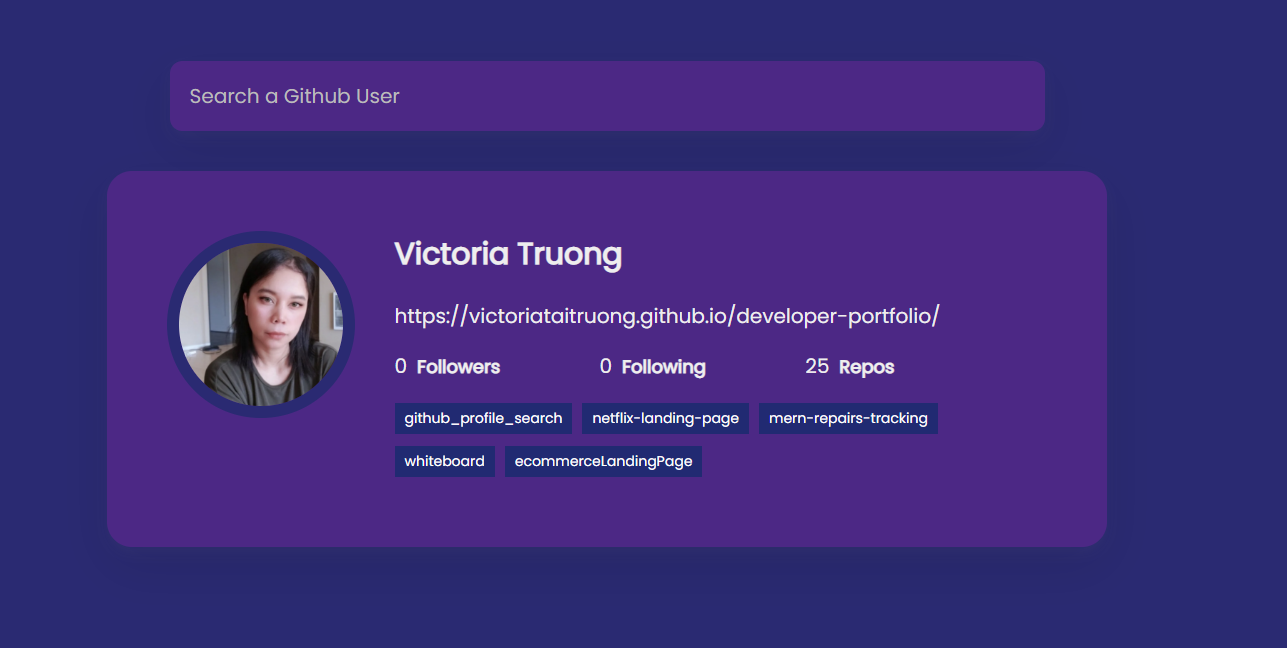 Search a Github User
Victoria Truong
https://victoriataitruong.github.io/developer-portfolio/
0 Followers 0 Following 25 Repos
github_profile_search netflix-landing-page mern-repairs-tracking
whiteboard ecommerceLandingPage